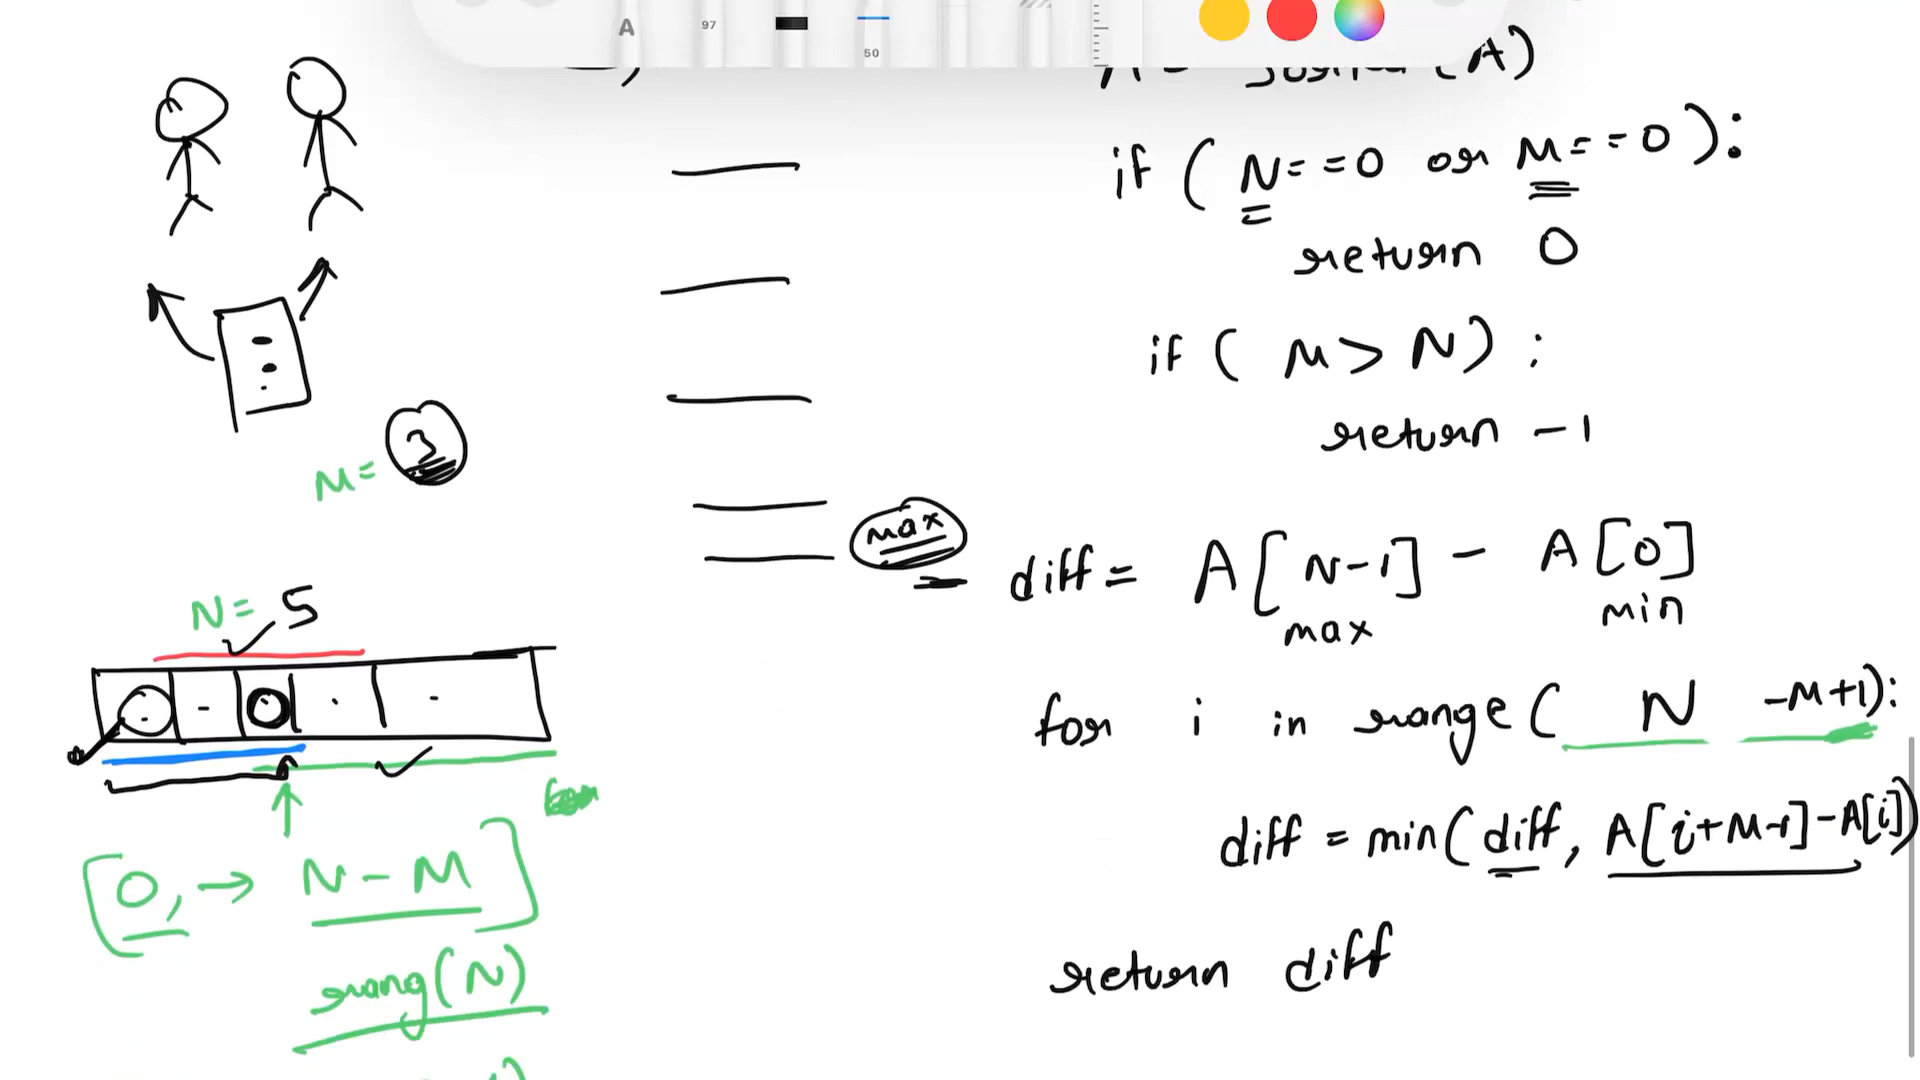 A
97
50
A = sorted (A)
if ( N==0 or M==0 ):
return 0
if ( M > N ) :
return -1
M= 3
max
diff = A[ N-1 ] - A[0]
max min
N= 5
for i in range( N -M+1):
diff = min( diff, A[i+M-1]-A[i])
[0, → N-M]
rang(N)
return diff